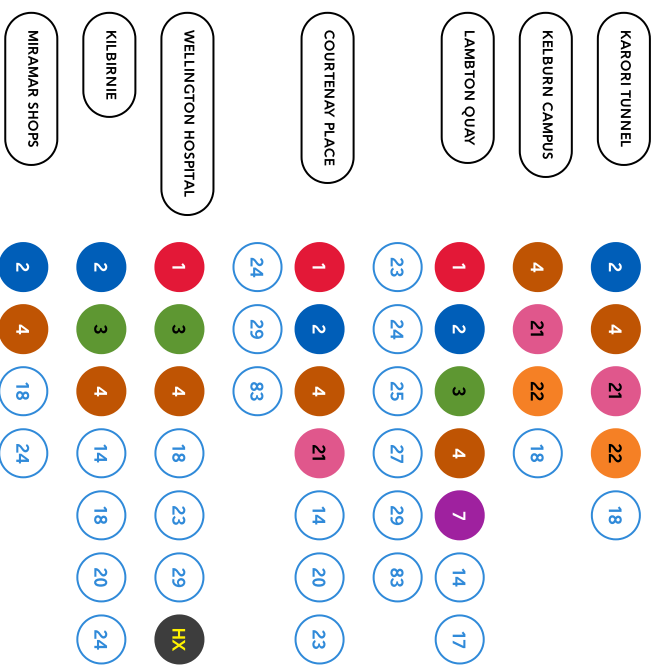 KARORI TUNNEL 2 4 21 22 18
KELBURN CAMPUS 4 21 22 18
LAMBTON QUAY 1 2 3 4 7 14 17
23 24 25 27 29 83
COURTENAY PLACE 1 2 4 21 14 20 23
24 29 83
WELLINGTON HOSPITAL 1 3 4 18 23 29 HX
KILBIRNIE 2 3 4 14 18 20 24
MIRAMAR SHOPS 2 4 18 24